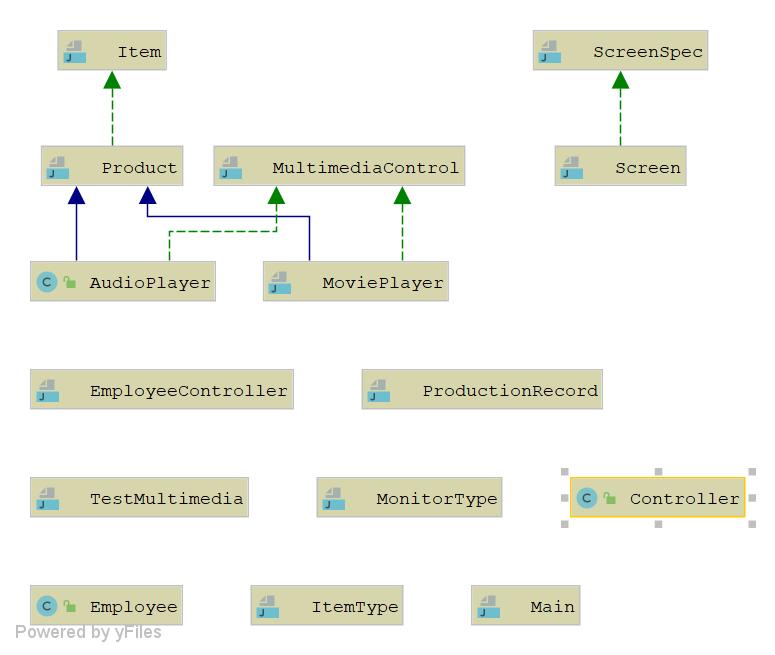 Item
ScreenSpec
Product
MultimediaControl
Screen
C AudioPlayer
MoviePlayer
EmployeeController
ProductionRecord
TestMultimedia
MonitorType
C Controller
C Employee
ItemType
Main
Powered by yFiles